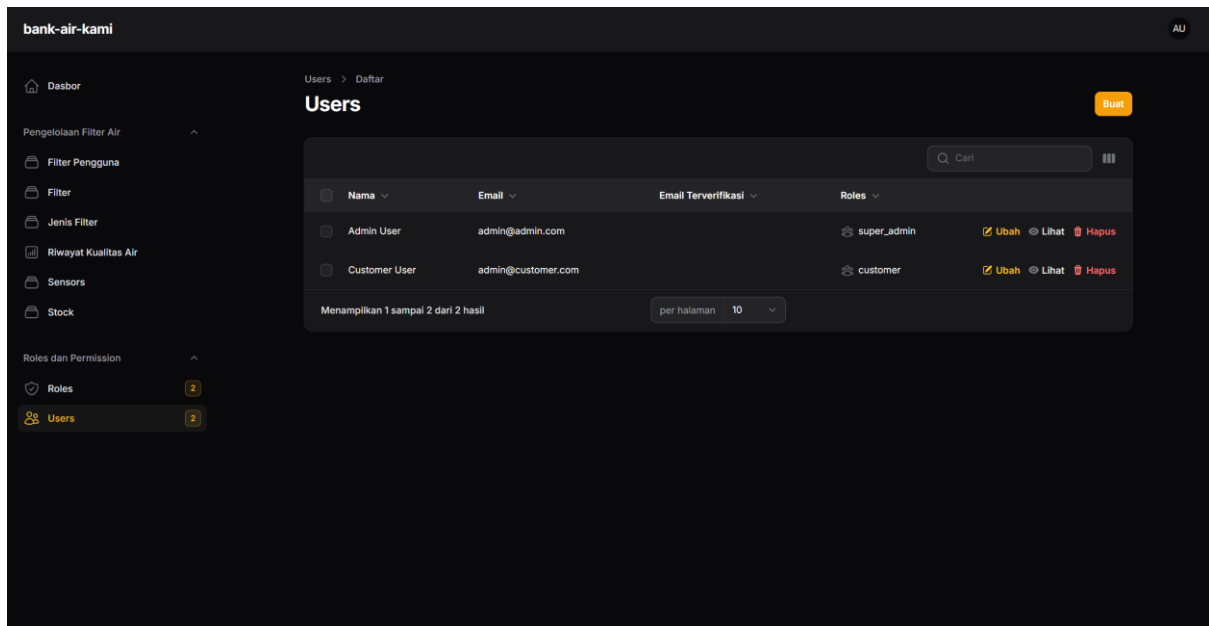 bank-air-kami
AU
Dasbor
Pengelolaan Filter Air
Filter Pengguna
Filter
Jenis Filter
Riwayat Kualitas Air
Sensors
Stock
Roles dan Permission
Roles 2
Users 2
Users > Daftar
Users
Buat
Cari
Nama Email Email Terverifikasi Roles
Admin User admin@admin.com super_admin Ubah Lihat Hapus
Customer User admin@customer.com customer Ubah Lihat Hapus
Menampilkan 1 sampai 2 dari 2 hasil per halaman 10